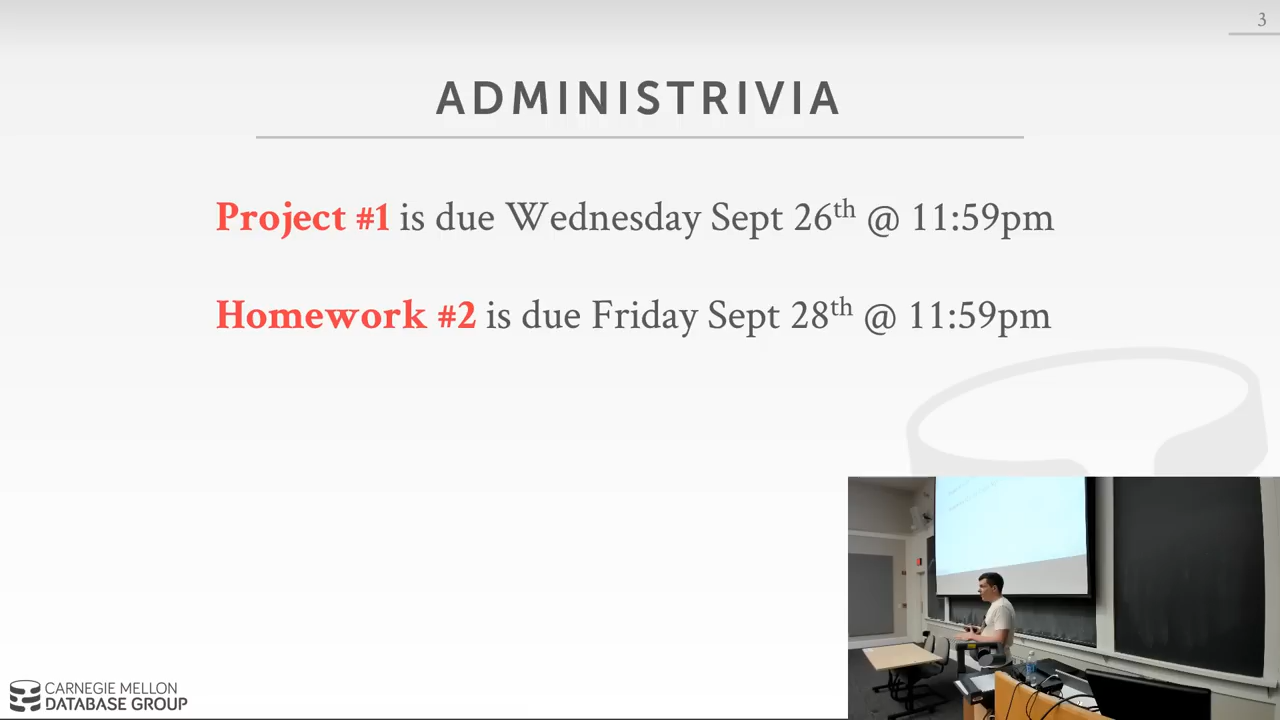 3
ADMINISTRIVIA
Project #1 is due Wednesday Sept 26th @ 11:59pm
Homework #2 is due Friday Sept 28th @ 11:59pm
CARNEGIE MELLON
DATABASE GROUP